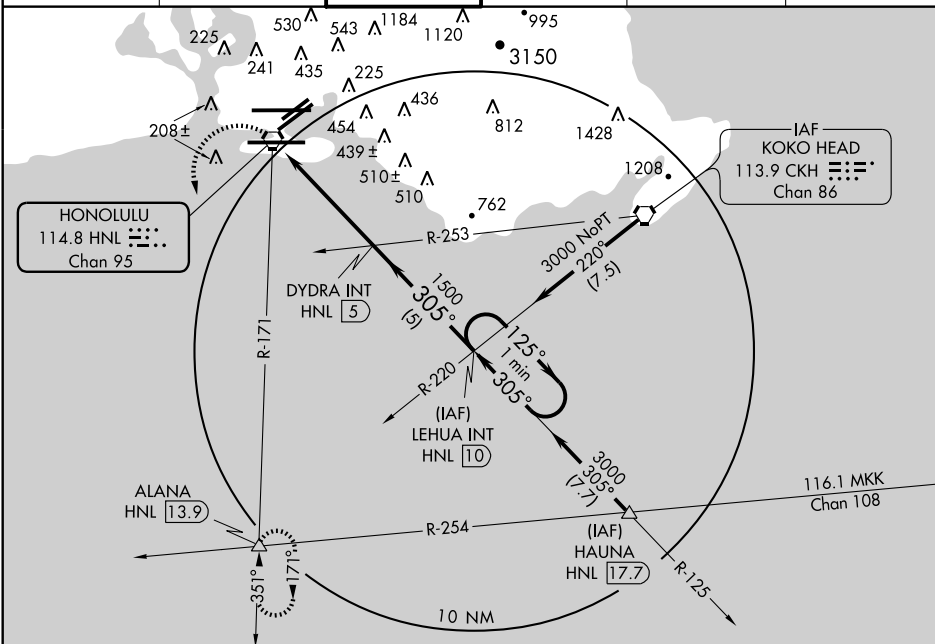 530
543
1184
1120
995
225
241
435
3150
225
208±
454
436
439±
812
1428
510±
510
1208
762
IAF
KOKO HEAD
113.9 CKH
Chan 86
HONOLULU
114.8 HNL
Chan 95
R-253
3000 NoPT
220°
(7.5)
DYDRA INT
HNL 5
1500
305°
(5)
R-171
125°
1 min
305°
R-220
(IAF)
LEHUA INT
HNL 10
3000
305°
(7.7)
116.1 MKK
Chan 108
ALANA
HNL 13.9
R-254
(IAF)
HAUNA
HNL 17.7
R-125
351°
171°
10 NM